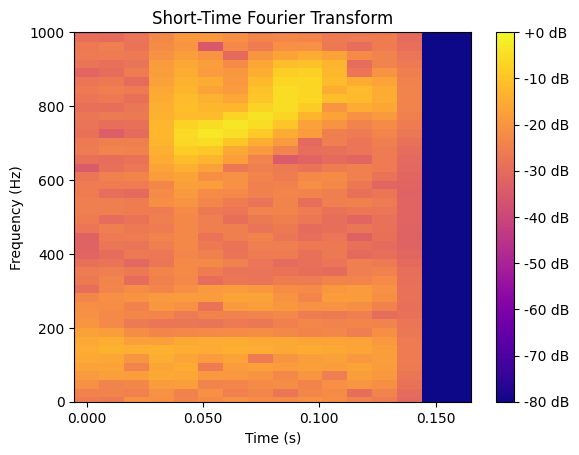 Short-Time Fourier Transform
1000
800
600
400
200
0
Frequency (Hz)
0.000
0.050
0.100
0.150
Time (s)
+0 dB
-10 dB
-20 dB
-30 dB
-40 dB
-50 dB
-60 dB
-70 dB
-80 dB